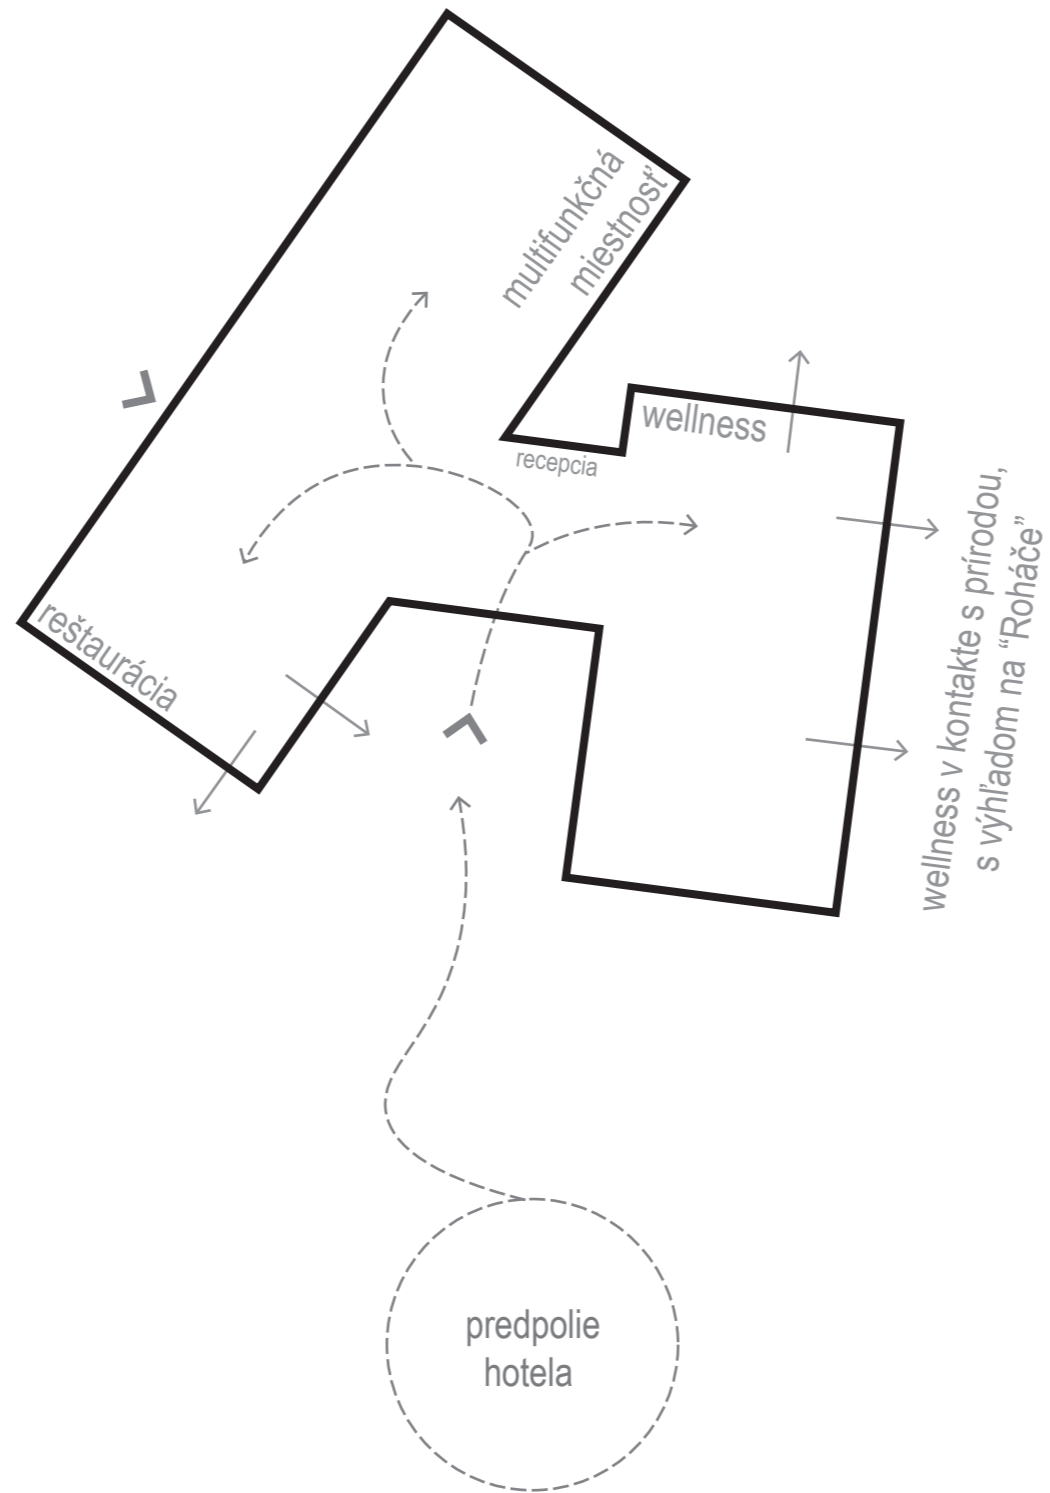 multifunkčná
miestnosť
wellness
recepcia
reštaurácia
wellness v kontakte s prírodou,
s výhľadom na “Roháče”
predpolie
hotela